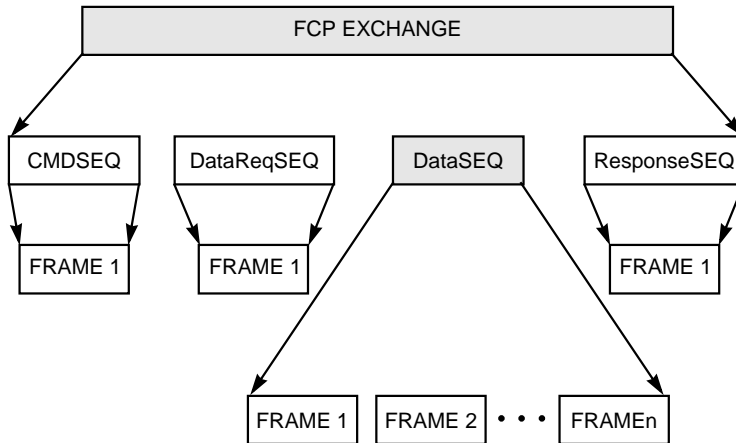 FCP EXCHANGE
CMDSEQ
DataReqSEQ
DataSEQ
ResponseSEQ
FRAME 1
FRAME 1
FRAME 1
FRAME 1
FRAME 2
• • •
FRAMEn